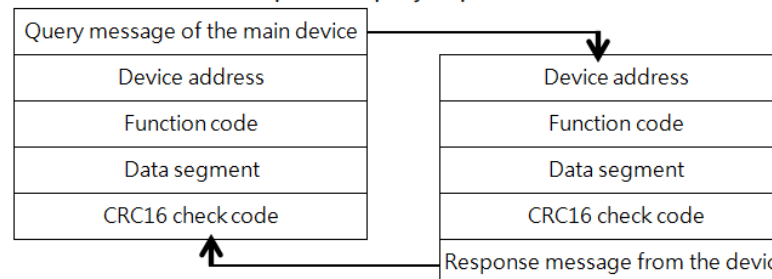 Query message of the main device
Device address
Function code
Data segment
CRC16 check code
Device address
Function code
Data segment
CRC16 check code
Response message from the